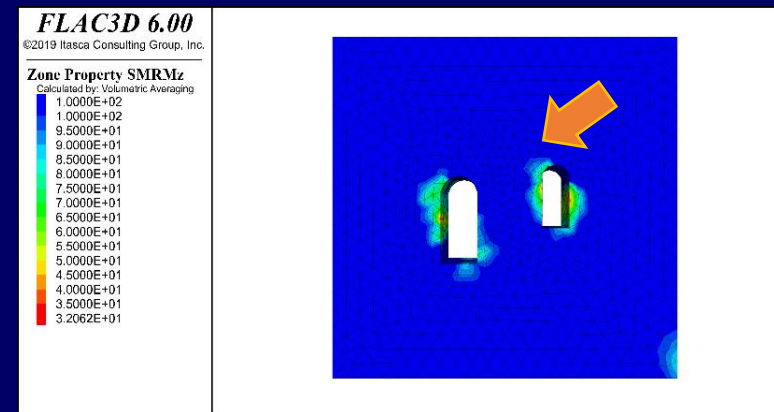 FLAC3D 6.00
©2019 Itasca Consulting Group, Inc.
Zone Property SMRMz
Calculated by: Volumetric Averaging
1.0000E+02
1.0000E+02
9.5000E+01
9.0000E+01
8.5000E+01
8.0000E+01
7.5000E+01
7.0000E+01
6.5000E+01
6.0000E+01
5.5000E+01
5.0000E+01
4.5000E+01
4.0000E+01
3.5000E+01
3.2062E+01